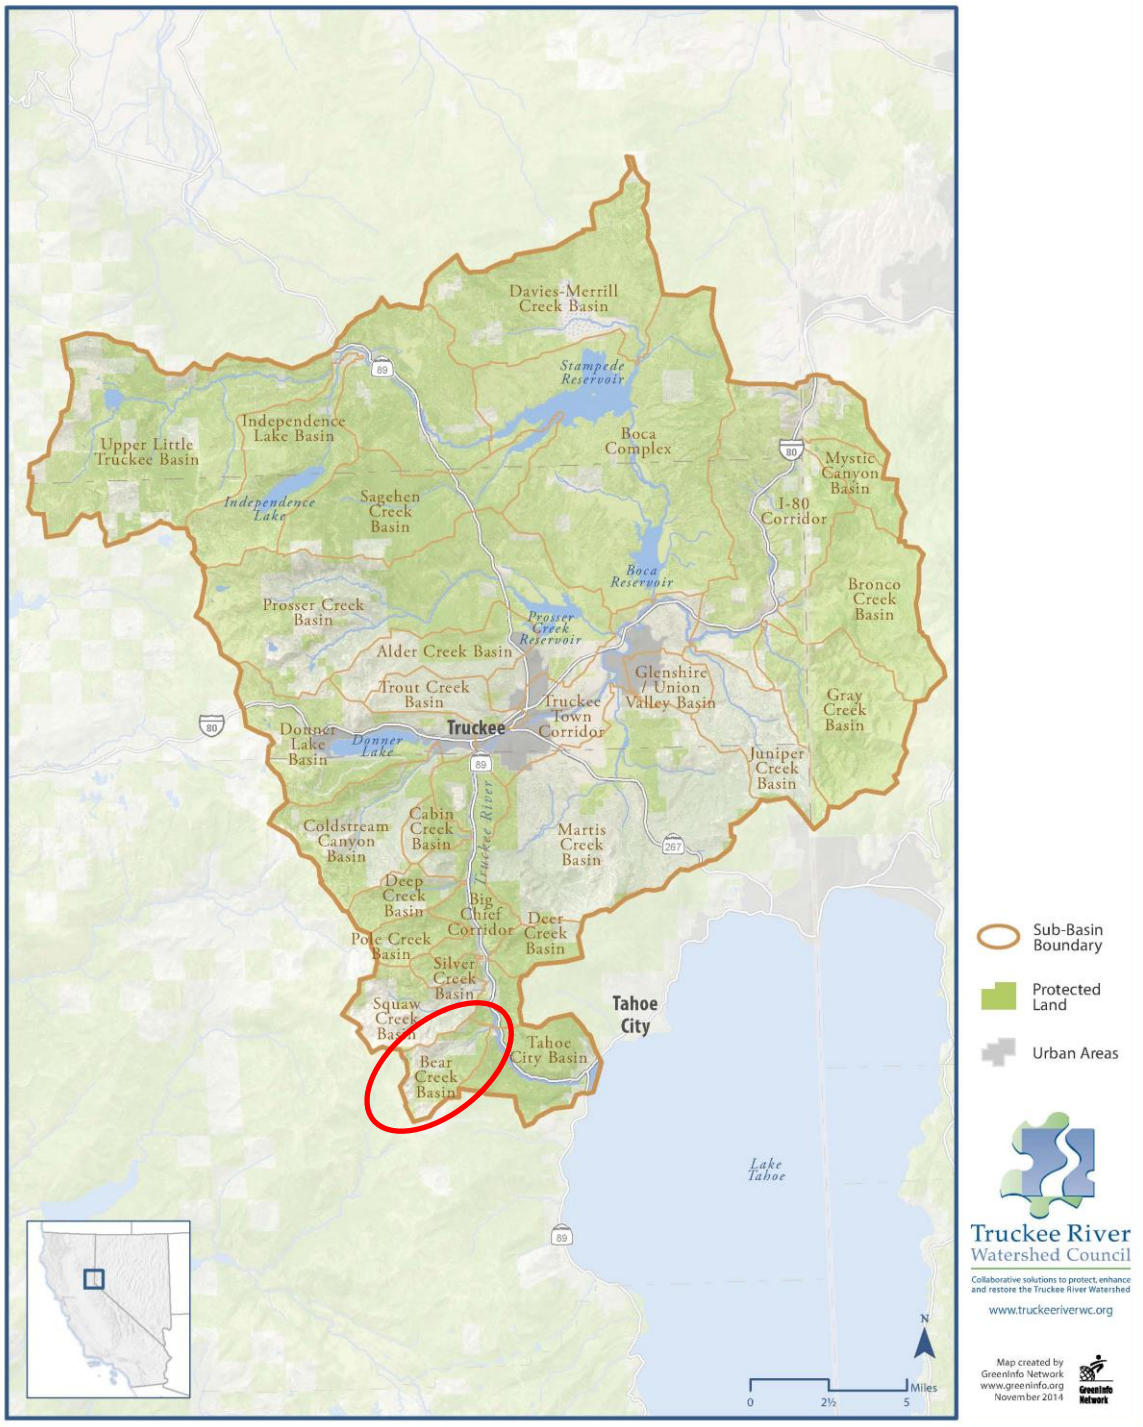 Davies-Merrill
Creek Basin
Stampede
Reservoir
89
Independence
Lake Basin
Upper Little
Truckee Basin
Boca
Complex
80
Mystic
Canyon
Basin
Independence
Lake
Sagehen
Creek
Basin
I-80
Corridor
Boca
Reservoir
Bronco
Creek
Basin
Prosser Creek
Basin
Prosser
Creek
Reservoir
Alder Creek Basin
Trout Creek
Basin
Glenshire
/ Union
Valley Basin
Truckee
Town
Corridor
Gray
Creek
Basin
80
Truckee
Donner
Lake
Basin
Donner
Lake
89
Juniper
Creek
Basin
Truckee River
Cabin
Creek
Basin
Coldstream
Canyon
Basin
Martis
Creek
Basin
267
Deep
Creek
Basin
Big
Chief
Corridor
Deer
Creek
Basin
Pole Creek
Basin
Silver
Creek
Basin
Squaw
Creek
Basin
Tahoe
City
Tahoe
City Basin
Bear
Creek
Basin
Lake
Tahoe
89
Sub-Basin
Boundary
Protected
Land
Urban Areas
Truckee River
Watershed Council
Collaborative solutions to protect, enhance
and restore the Truckee River Watershed
www.truckeeriverwc.org
N
Miles
0 2½ 5
Map created by
GreenInfo Network
www.greeninfo.org
November 2014
GreenInfo
Network